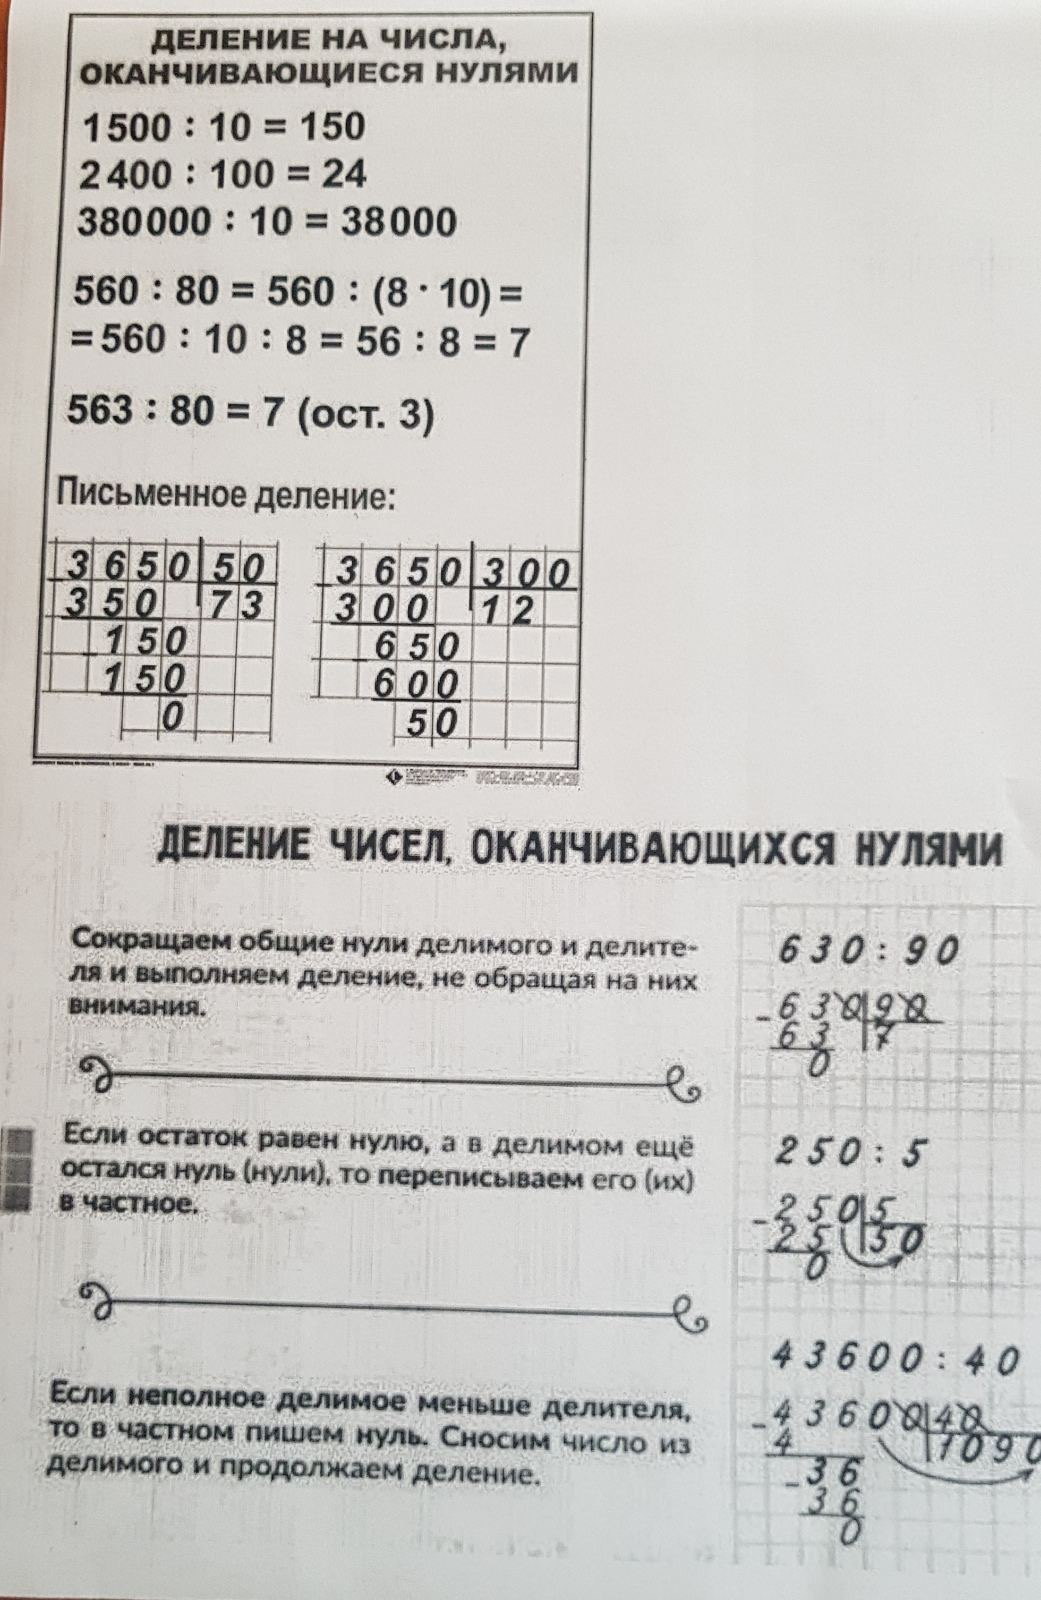 ДЕЛЕНИЕ НА ЧИСЛА,
ОКАНЧИВАЮЩИЕСЯ НУЛЯМИ
1500 : 10 = 150
2400 : 100 = 24
380000 : 10 = 38000
560 : 80 = 560 : (8 · 10) =
= 560 : 10 : 8 = 56 : 8 = 7
563 : 80 = 7 (ост. 3)
Письменное деление:
3650 50
350 73
150
150
0
3650 300
300 12
650
600
50
ДЕЛЕНИЕ ЧИСЕЛ, ОКАНЧИВАЮЩИХСЯ НУЛЯМИ
Сокращаем общие нули делимого и делите-
ля и выполняем деление, не обращая на них
внимания.
630 : 90
-630 90
63 7
0
Если остаток равен нулю, а в делимом ещё
остался нуль (нули), то переписываем его (их)
в частное.
250 : 5
-250 5
25 50
0
Если неполное делимое меньше делителя,
то в частном пишем нуль. Сносим число из
делимого и продолжаем деление.
43600 : 40
-43600 40
4 1090
-36
36
0